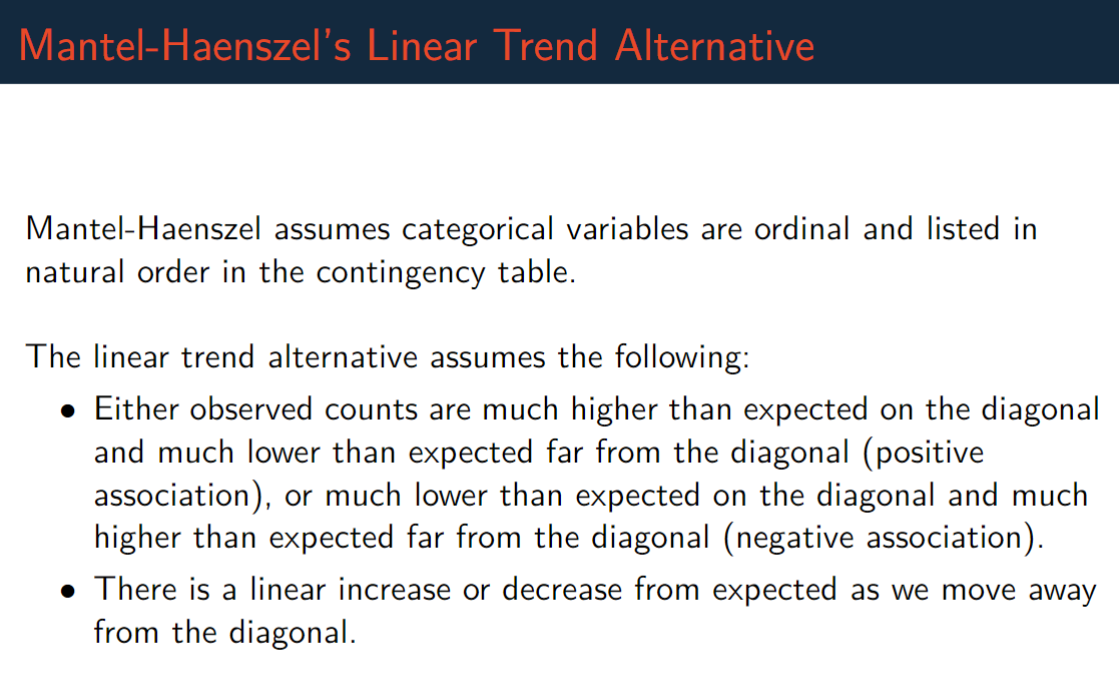 Mantel-Haenszel's Linear Trend Alternative
Mantel-Haenszel assumes categorical variables are ordinal and listed in
natural order in the contingency table.
The linear trend alternative assumes the following:
• Either observed counts are much higher than expected on the diagonal
and much lower than expected far from the diagonal (positive
association), or much lower than expected on the diagonal and much
higher than expected far from the diagonal (negative association).
• There is a linear increase or decrease from expected as we move away
from the diagonal.